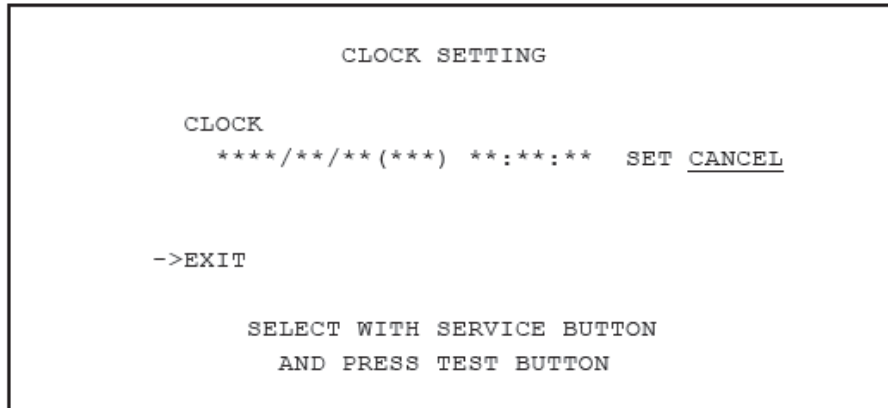 CLOCK SETTING
CLOCK
****/**/**(***) **:**:** SET CANCEL
->EXIT
SELECT WITH SERVICE BUTTON
AND PRESS TEST BUTTON